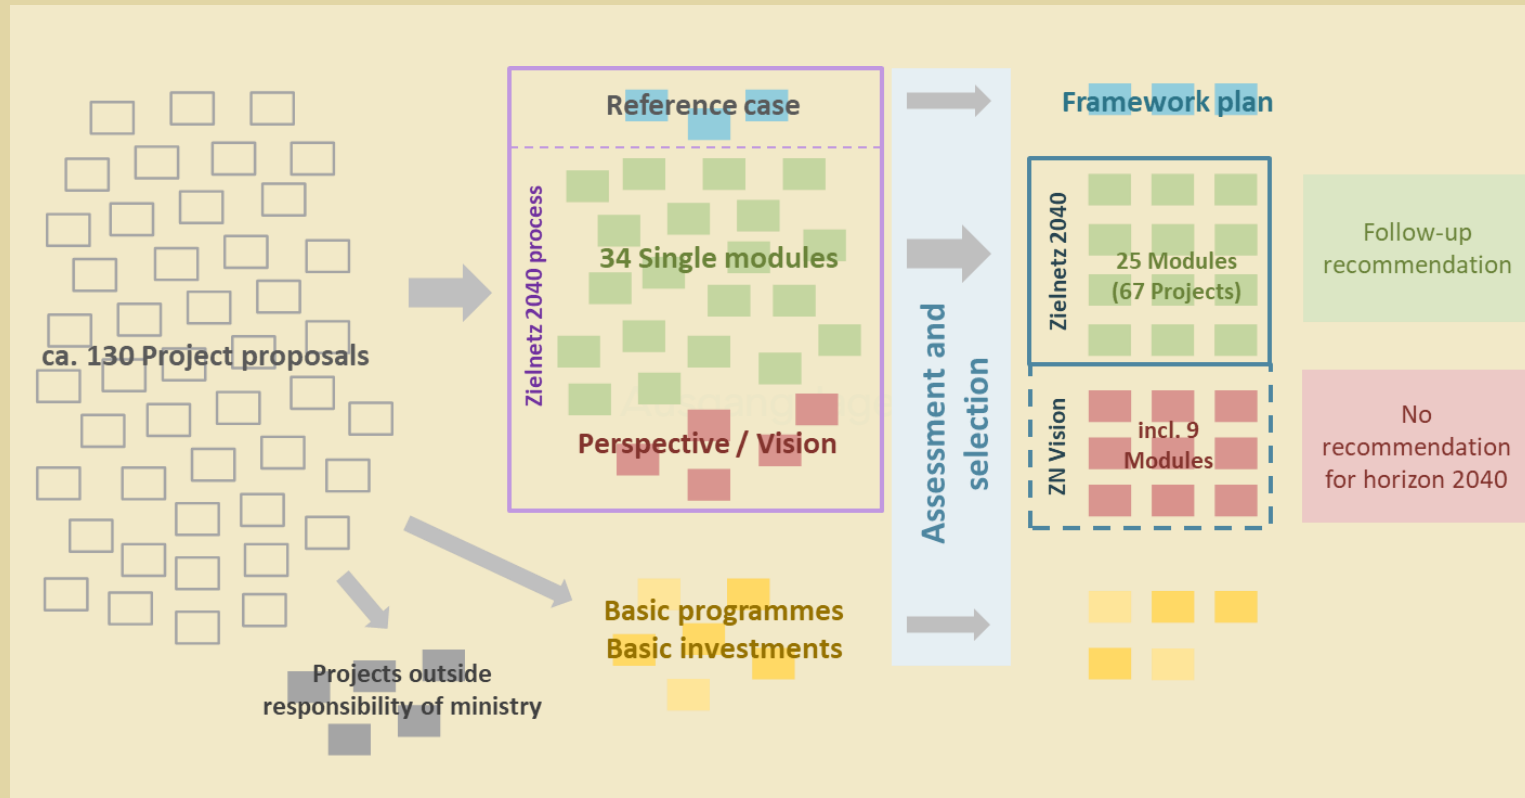 ca. 130 Project proposals
Projects outside
responsibility of ministry
Zielnetz 2040 process
Reference case
34 Single modules
Perspective / Vision
Basic programmes
Basic investments
Assessment and
selection
Framework plan
Zielnetz 2040
25 Modules
(67 Projects)
ZN Vision
incl. 9
Modules
Follow-up
recommendation
No
recommendation
for horizon 2040